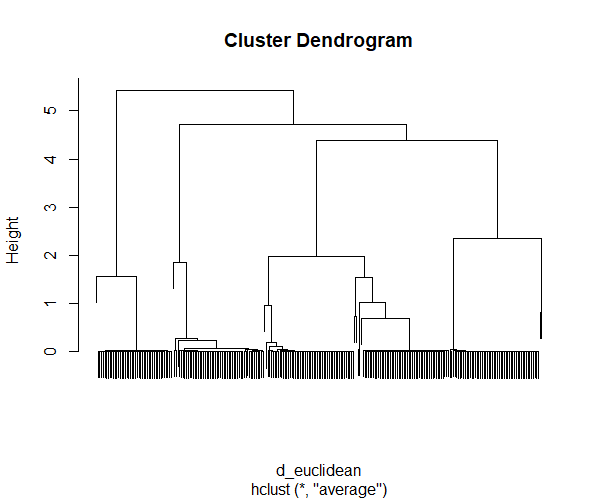 Cluster Dendrogram
Height
5
4
3
2
1
0
d_euclidean
hclust (*, "average")